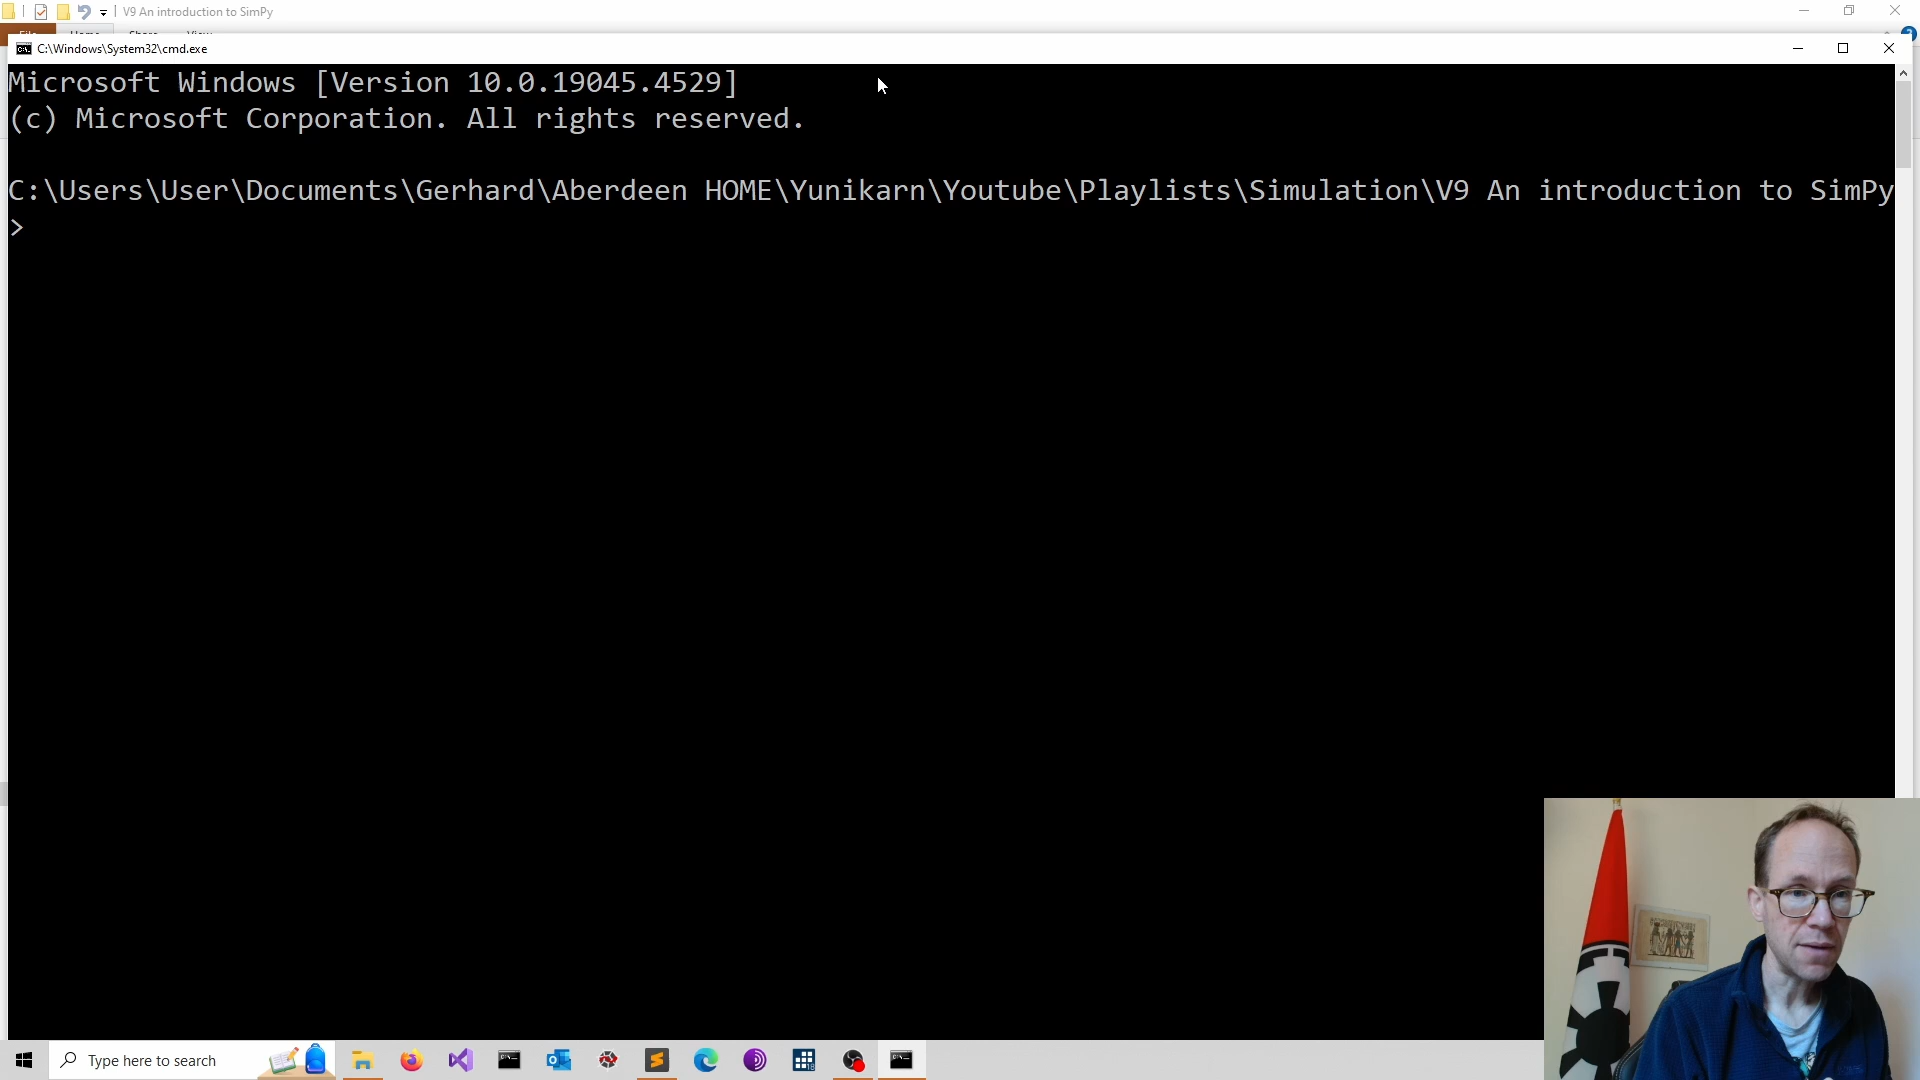 V9 An introduction to SimPy
File Home Share View
C:\Windows\System32\cmd.exe
Microsoft Windows [Version 10.0.19045.4529]
(c) Microsoft Corporation. All rights reserved.
C:\Users\User\Documents\Gerhard\Aberdeen HOME\Yunikarn\Youtube\Playlists\Simulation\V9 An introduction to SimPy
>
Type here to search